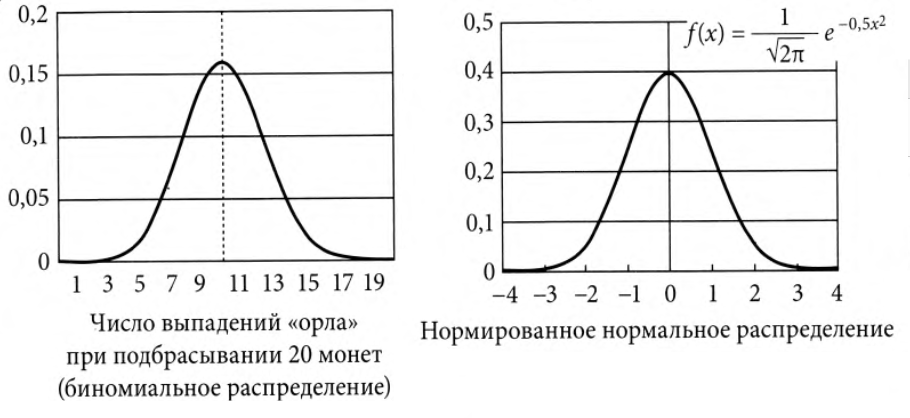 0,2
0,15
0,1
0,05
0
1 3 5 7 9 11 13 15 17 19
Число выпадений «орла»
при подбрасывании 20 монет
(биномиальное распределение)
0,5
0,4
0,3
0,2
0,1
0
f(x) = 1/√2π e^−0,5x²
−4 −3 −2 −1 0 1 2 3 4
Нормированное нормальное распределение